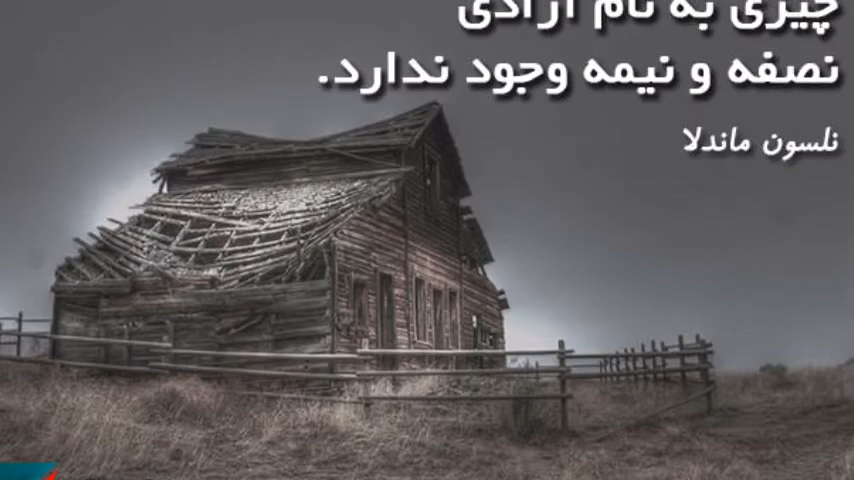 چیزی به نام آزادی
نصفه و نیمه وجود ندارد.
نلسون ماندلا